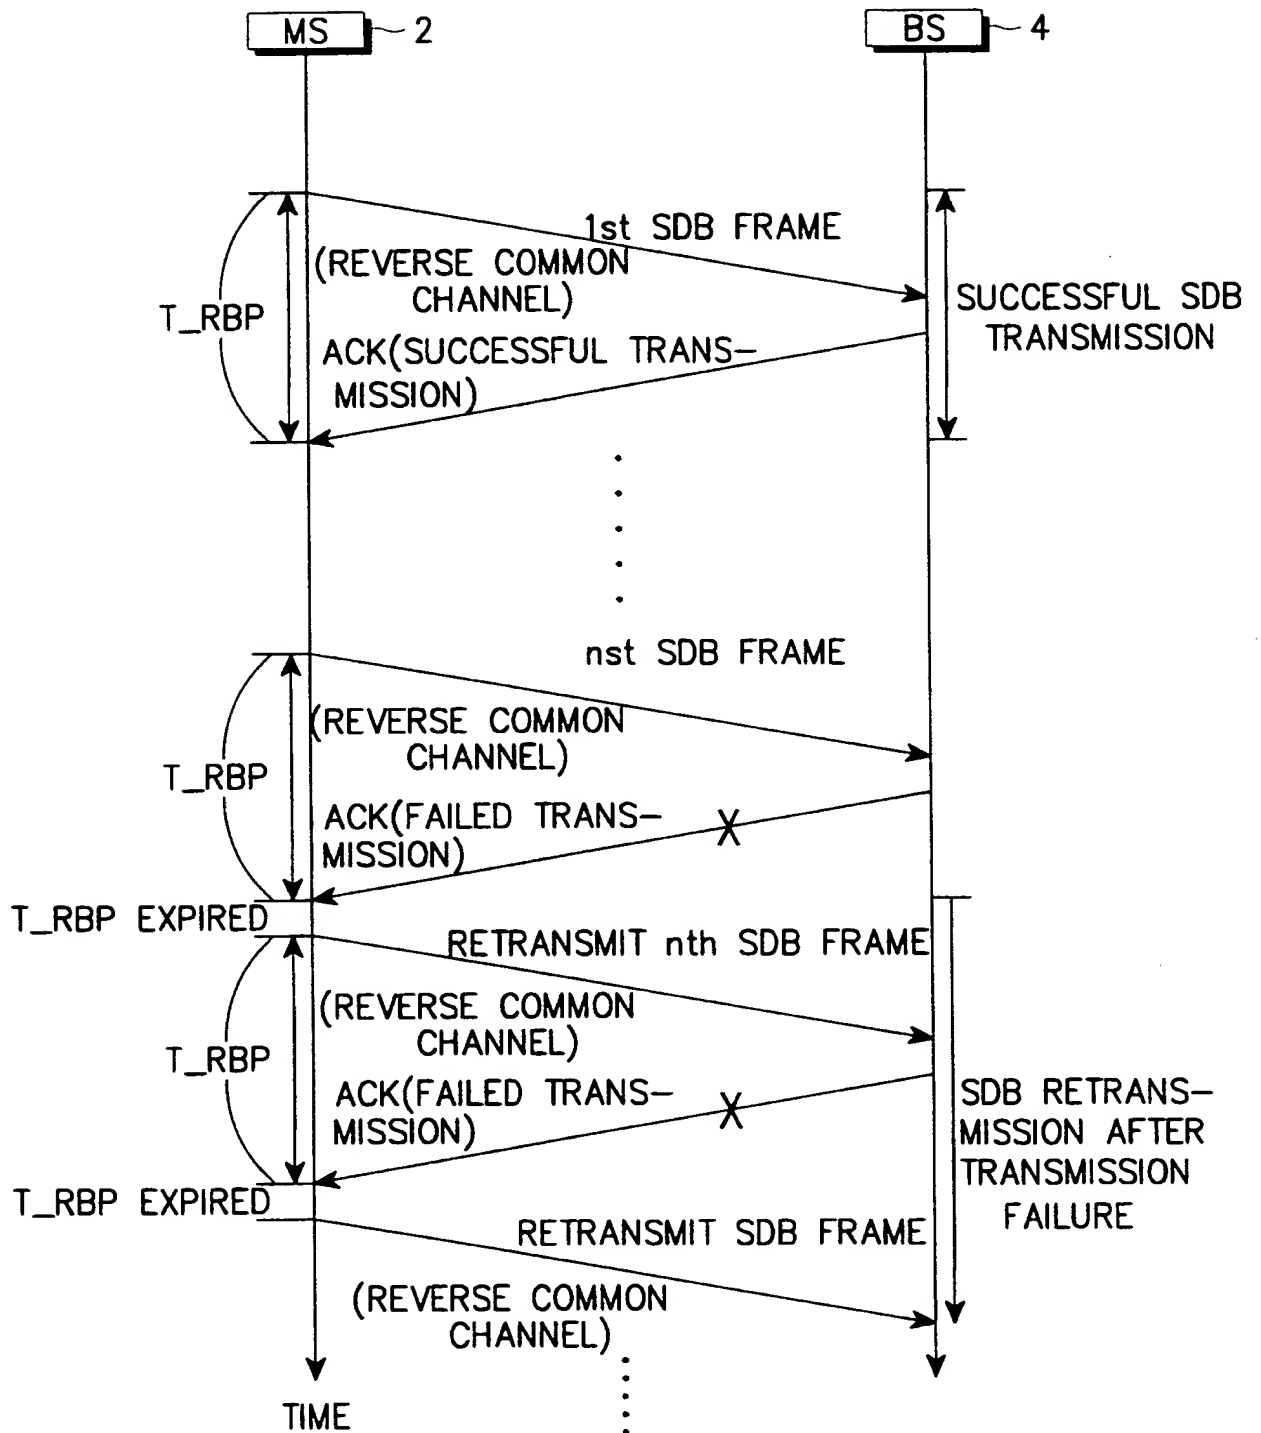 MS 2
BS 4
1st SDB FRAME
(REVERSE COMMON
CHANNEL)
T_RBP
SUCCESSFUL SDB
TRANSMISSION
ACK(SUCCESSFUL TRANS-
MISSION)
nst SDB FRAME
(REVERSE COMMON
CHANNEL)
T_RBP
ACK(FAILED TRANS-
MISSION)
T_RBP EXPIRED
RETRANSMIT nth SDB FRAME
(REVERSE COMMON
CHANNEL)
T_RBP
ACK(FAILED TRANS-
MISSION)
SDB RETRANS-
MISSION AFTER
TRANSMISSION
FAILURE
T_RBP EXPIRED
RETRANSMIT SDB FRAME
(REVERSE COMMON
CHANNEL)
TIME